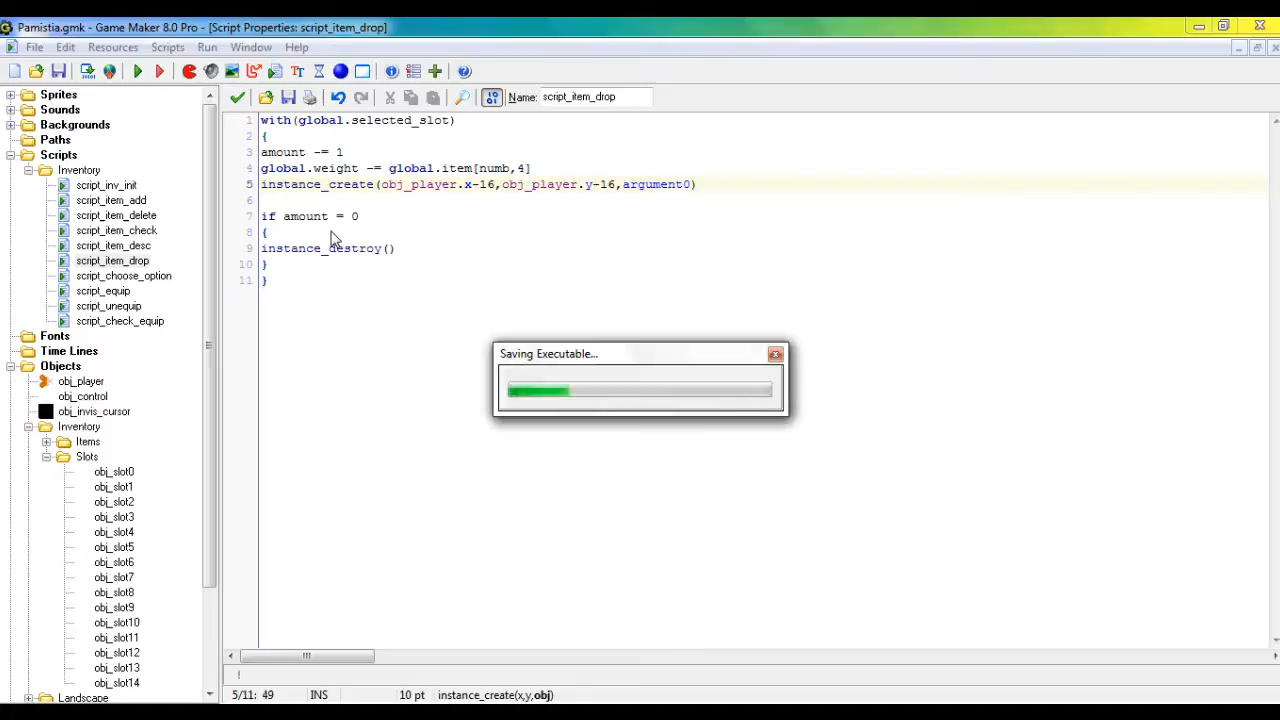 Pamistia.gmk - Game Maker 8.0 Pro - [Script Properties: script_item_drop]
File Edit Resources Scripts Run Window Help
Name: script_item_drop
Sprites
Sounds
Backgrounds
Paths
Scripts
Inventory
script_inv_init
script_item_add
script_item_delete
script_item_check
script_item_desc
script_item_drop
script_choose_option
script_equip
script_unequip
script_check_equip
Fonts
Time Lines
Objects
obj_player
obj_control
obj_invis_cursor
Inventory
Items
Slots
obj_slot0
obj_slot1
obj_slot2
obj_slot3
obj_slot4
obj_slot5
obj_slot6
obj_slot7
obj_slot8
obj_slot9
obj_slot10
obj_slot11
obj_slot12
obj_slot13
obj_slot14
Landscape
1 with(global.selected_slot)
2 {
3 amount -= 1
4 global.weight -= global.item[numb,4]
5 instance_create(obj_player.x-16,obj_player.y-16,argument0)
6
7 if amount = 0
8 {
9 instance_destroy()
10 }
11 }
Saving Executable...
5/11: 49 INS 10 pt instance_create(x,y,obj)